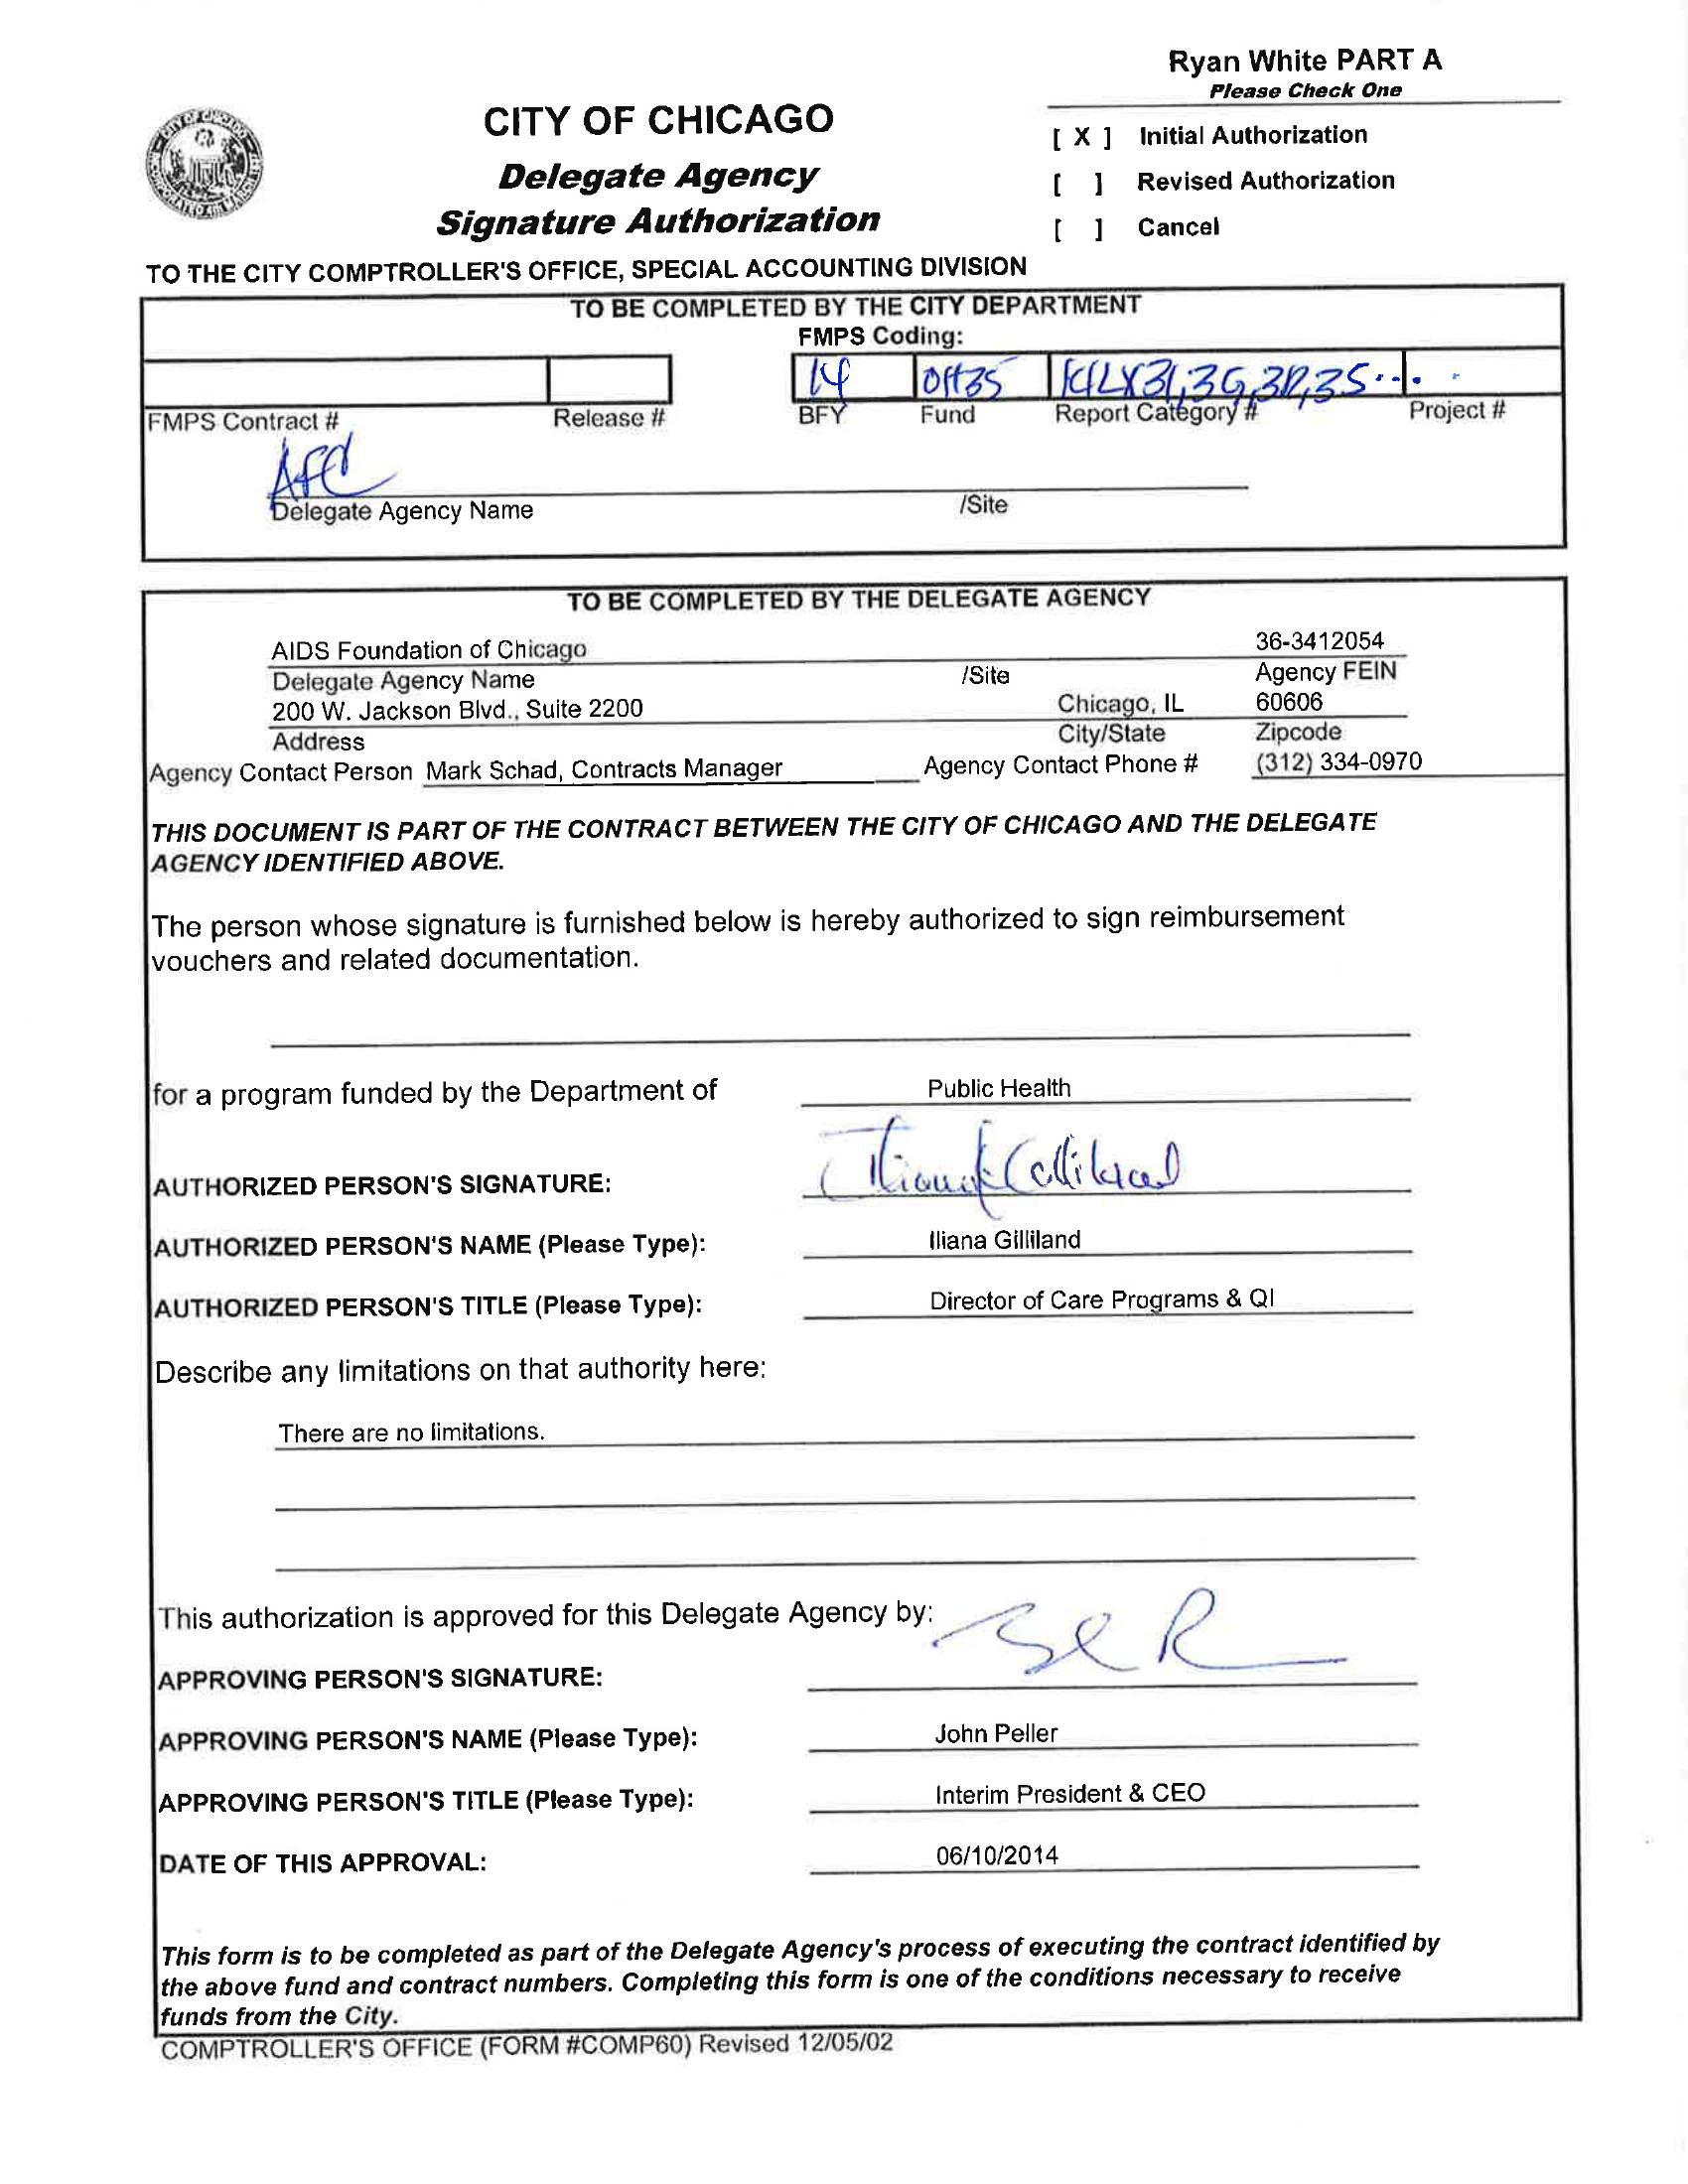 Ryan White PART A
Please Check One
CITY OF CHICAGO
[ X ] Initial Authorization
Delegate Agency
[ ] Revised Authorization
Signature Authorization
[ ] Cancel
TO THE CITY COMPTROLLER'S OFFICE, SPECIAL ACCOUNTING DIVISION
TO BE COMPLETED BY THE CITY DEPARTMENT
FMPS Coding:
14
FMPS Contract # Release # BFY Fund Report Category # Project #
AFC
Delegate Agency Name /Site
TO BE COMPLETED BY THE DELEGATE AGENCY
AIDS Foundation of Chicago 36-3412054
Delegate Agency Name /Site Agency FEIN
200 W. Jackson Blvd., Suite 2200 Chicago, IL 60606
Address City/State Zipcode
Agency Contact Person Mark Schad, Contracts Manager Agency Contact Phone # (312) 334-0970
THIS DOCUMENT IS PART OF THE CONTRACT BETWEEN THE CITY OF CHICAGO AND THE DELEGATE
AGENCY IDENTIFIED ABOVE.
The person whose signature is furnished below is hereby authorized to sign reimbursement
vouchers and related documentation.
for a program funded by the Department of Public Health
AUTHORIZED PERSON'S SIGNATURE:
AUTHORIZED PERSON'S NAME (Please Type): Iliana Gilliland
AUTHORIZED PERSON'S TITLE (Please Type): Director of Care Programs & QI
Describe any limitations on that authority here:
There are no limitations.
This authorization is approved for this Delegate Agency by:
APPROVING PERSON'S SIGNATURE:
APPROVING PERSON'S NAME (Please Type): John Peller
APPROVING PERSON'S TITLE (Please Type): Interim President & CEO
DATE OF THIS APPROVAL: 06/10/2014
This form is to be completed as part of the Delegate Agency's process of executing the contract identified by
the above fund and contract numbers. Completing this form is one of the conditions necessary to receive
funds from the City.
COMPTROLLER'S OFFICE (FORM #COMP60) Revised 12/05/02